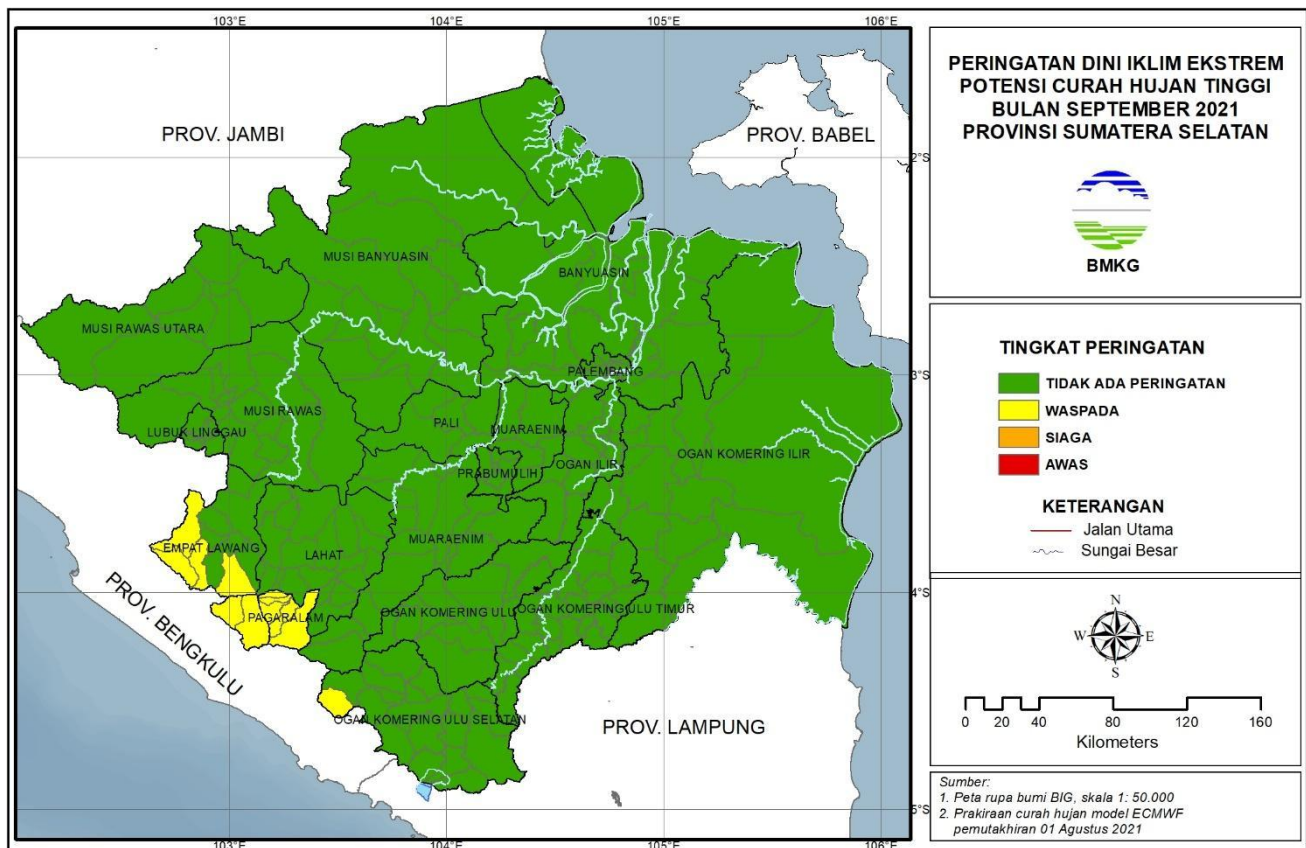 103°E 104°E 105°E 106°E
PROV. JAMBI
PROV. BABEL
2°S
MUSI BANYUASIN
BANYUASIN
MUSI RAWAS UTARA
PALEMBANG
3°S
MUSI RAWAS
PALI
LUBUK LINGGAU
MUARAENIM
OGAN KOMERING ILIR
PRABUMULIH
OGAN ILIR
EMPAT LAWANG
LAHAT
MUARAENIM
4°S
PAGARALAM
OGAN KOMERING ULU
OGAN KOMERING ULU TIMUR
PROV. BENGKULU
OGAN KOMERING ULU SELATAN
PROV. LAMPUNG
5°S
103°E 104°E 105°E 106°E
PERINGATAN DINI IKLIM EKSTREM
POTENSI CURAH HUJAN TINGGI
BULAN SEPTEMBER 2021
PROVINSI SUMATERA SELATAN
BMKG
TINGKAT PERINGATAN
TIDAK ADA PERINGATAN
WASPADA
SIAGA
AWAS
KETERANGAN
Jalan Utama
Sungai Besar
N
W E
S
0 20 40 80 120 160
Kilometers
Sumber:
1. Peta rupa bumi BIG, skala 1: 50.000
2. Prakiraan curah hujan model ECMWF
pemutakhiran 01 Agustus 2021